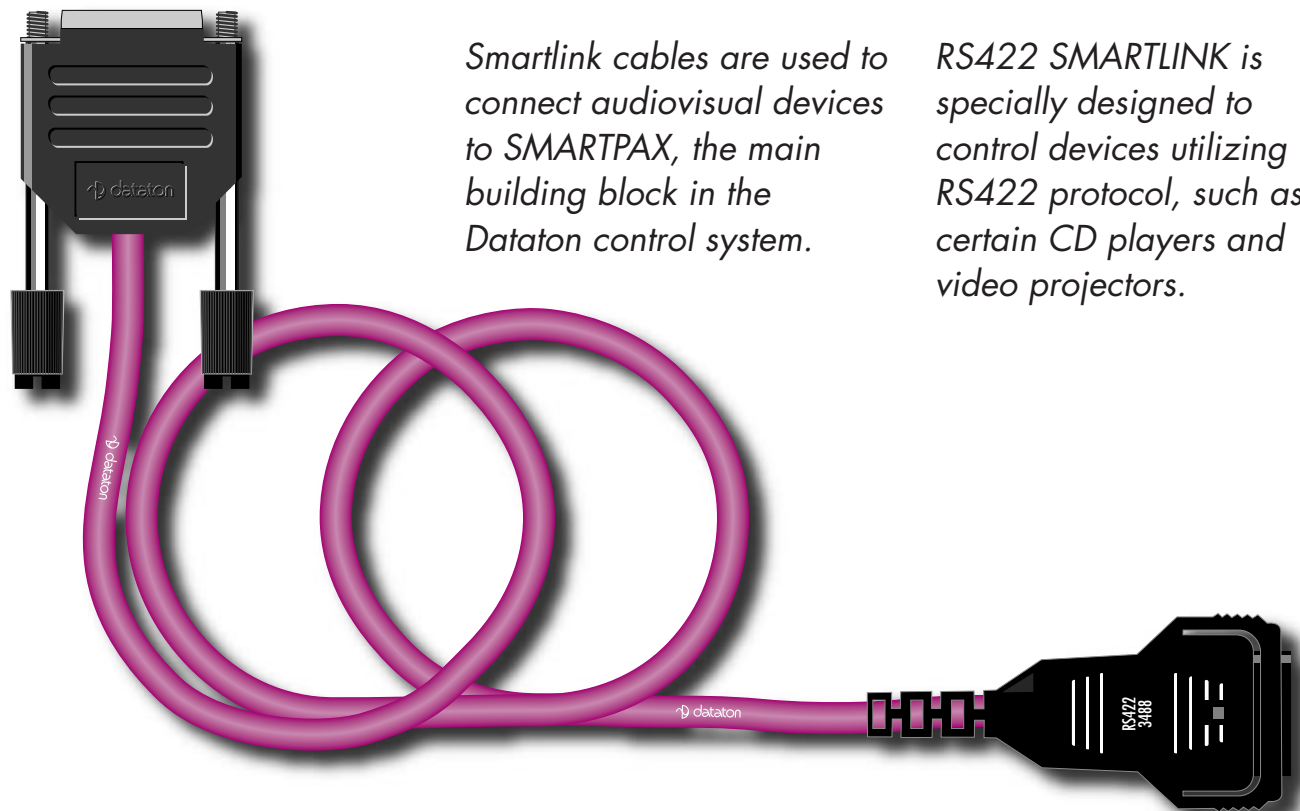 Smartlink cables are used to
connect audiovisual devices
to SMARTPAX, the main
building block in the
Dataton control system.
RS422 SMARTLINK is
specially designed to
control devices utilizing
RS422 protocol, such as
certain CD players and
video projectors.
dataton
dataton
dataton
RS422
3488